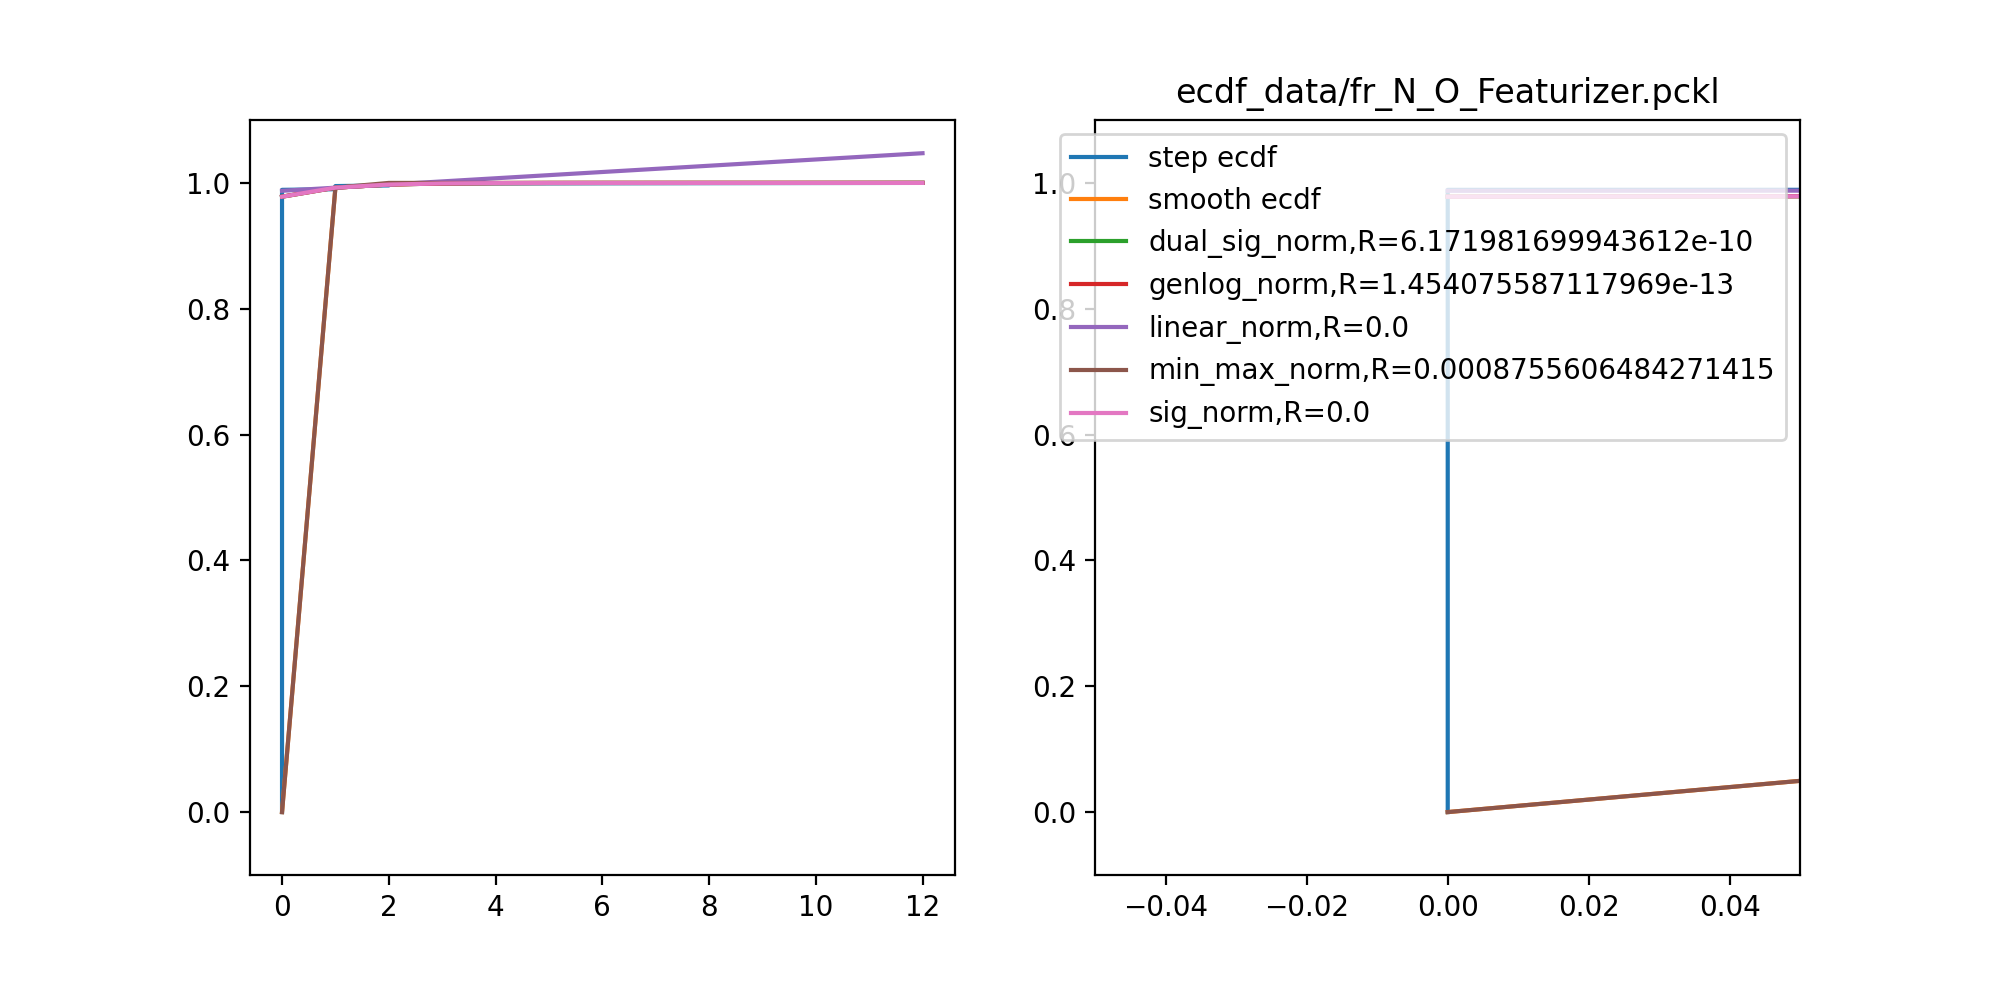 ecdf_data/fr_N_O_Featurizer.pckl
1.0
0.8
0.6
0.4
0.2
0.0
0 2 4 6 8 10 12
step ecdf
smooth ecdf
dual_sig_norm,R=6.171981699943612e-10
genlog_norm,R=1.454075587117969e-13
linear_norm,R=0.0
min_max_norm,R=0.0008755606484271415
sig_norm,R=0.0
1.0
0.8
0.6
0.4
0.2
0.0
−0.04 −0.02 0.00 0.02 0.04